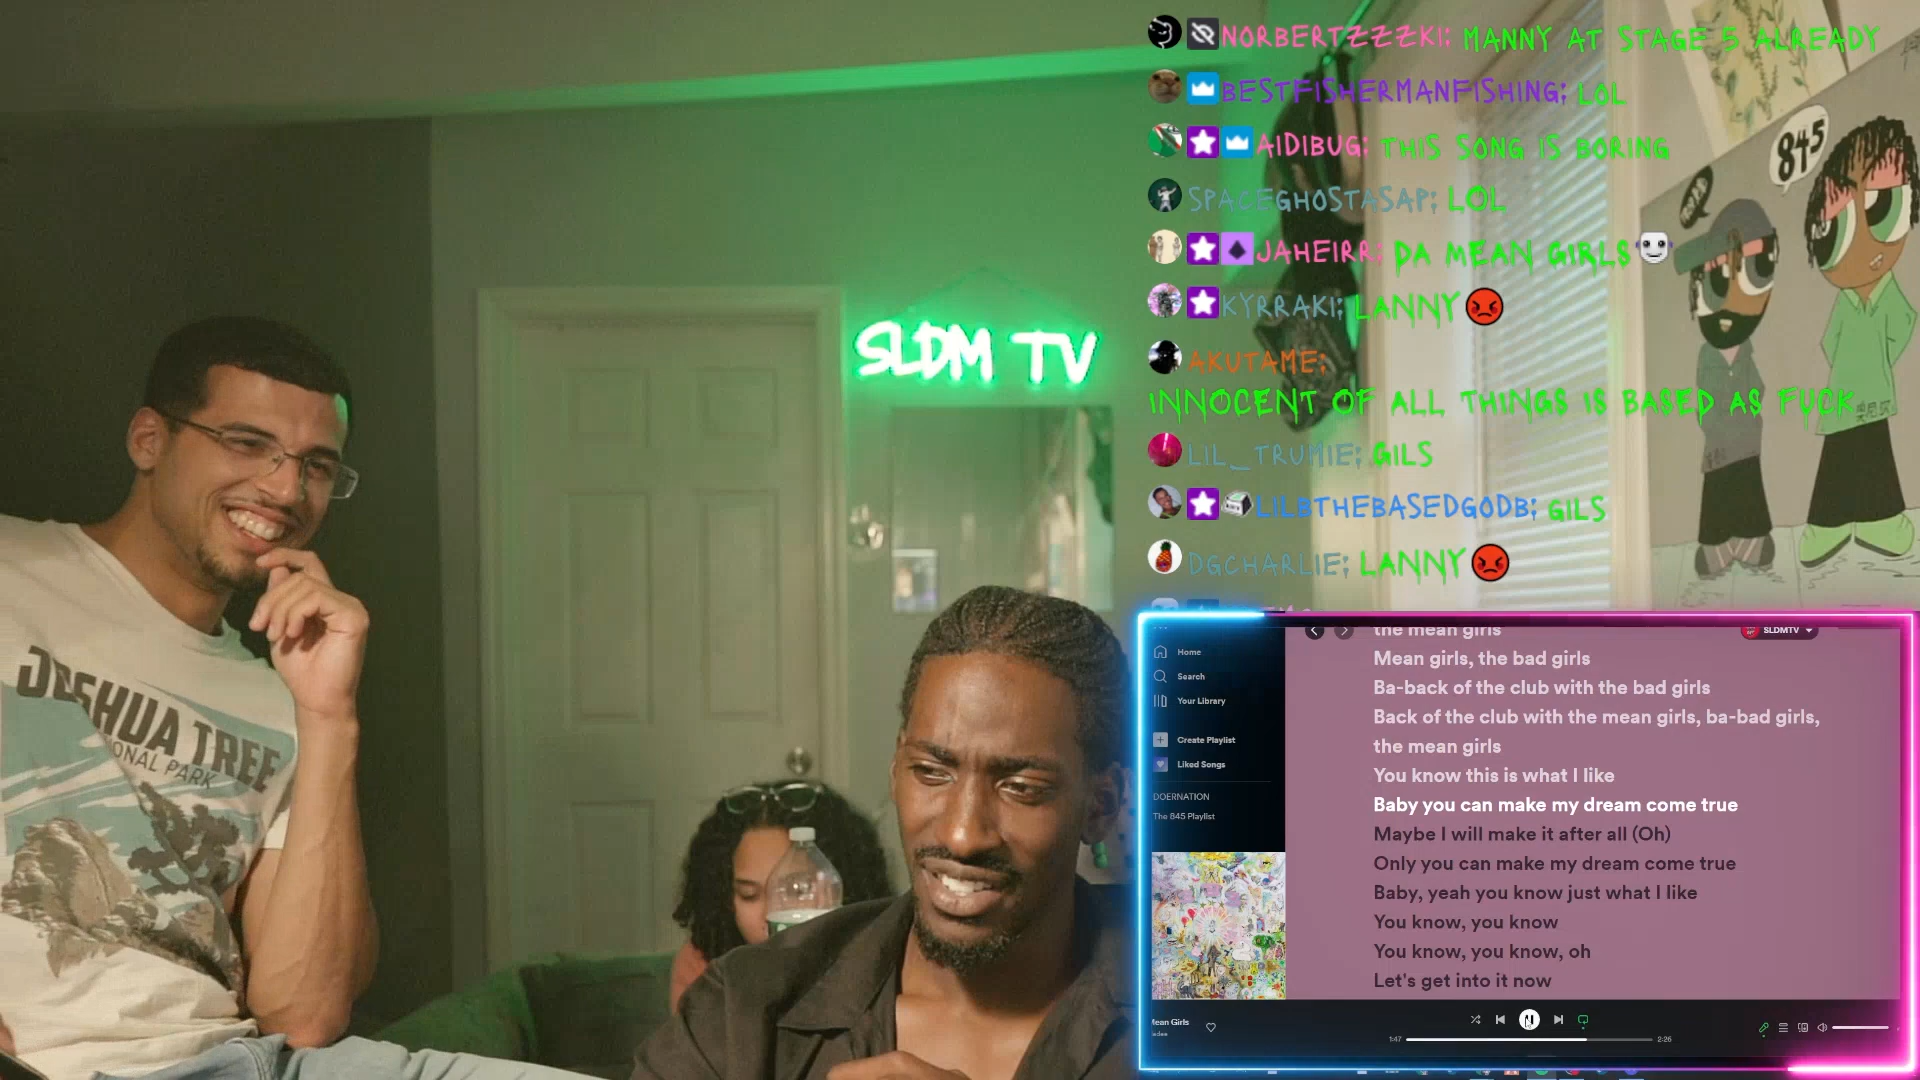 NORBERTZZZKI: MANNY AT STAGE 5 ALREADY
BESTFISHERMANFISHING: LOL
AIDIBUG: THIS SONG IS BORING
SPACEGHOSTASAP: LOL
JAHEIRR: DA MEAN GIRLS
KYRRAKI: LANNY
AKUTAME:
INNOCENT OF ALL THINGS IS BASED AS FUCK
LIL_TRUMIE: GILS
LILBTHEBASEDGODB: GILS
DGCHARLIE: LANNY
845
SLDM TV
JOSHUA TREE
IONAL PARK
Home
Search
Your Library
Create Playlist
Liked Songs
DOERNATION
The 845 Playlist
SLDMTV
the mean girls
Mean girls, the bad girls
Ba-back of the club with the bad girls
Back of the club with the mean girls, ba-bad girls,
the mean girls
You know this is what I like
Baby you can make my dream come true
Maybe I will make it after all (Oh)
Only you can make my dream come true
Baby, yeah you know just what I like
You know, you know
You know, you know, oh
Let's get into it now
Mean Girls
1:47
2:26